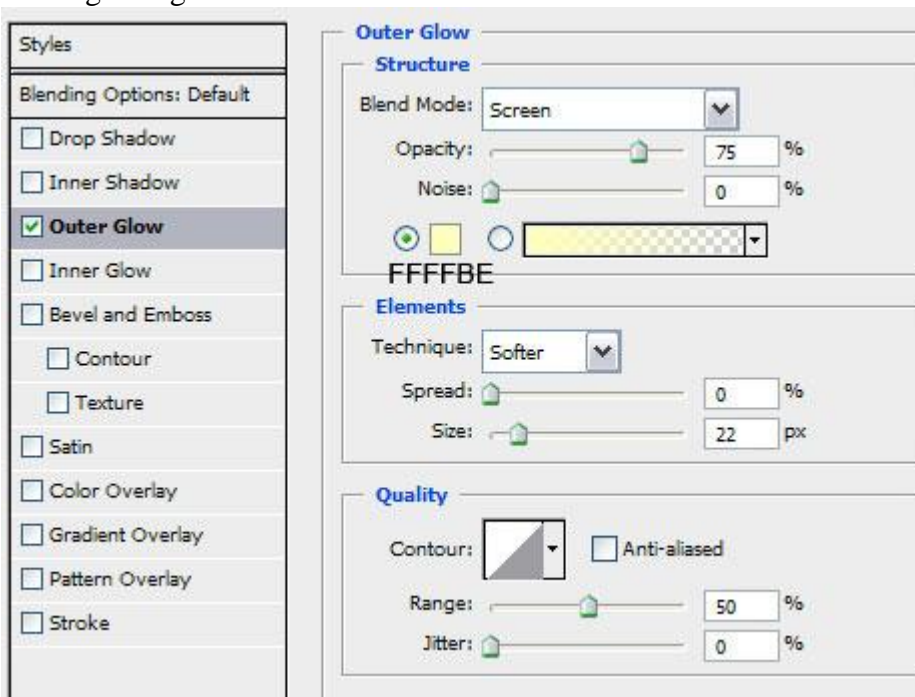 Styles
Blending Options: Default
Drop Shadow
Inner Shadow
Outer Glow
Inner Glow
Bevel and Emboss
Contour
Texture
Satin
Color Overlay
Gradient Overlay
Pattern Overlay
Stroke
Outer Glow
Structure
Blend Mode: Screen
Opacity: 75 %
Noise: 0 %
FFFFBE
Elements
Technique: Softer
Spread: 0 %
Size: 22 px
Quality
Contour: Anti-aliased
Range: 50 %
Jitter: 0 %